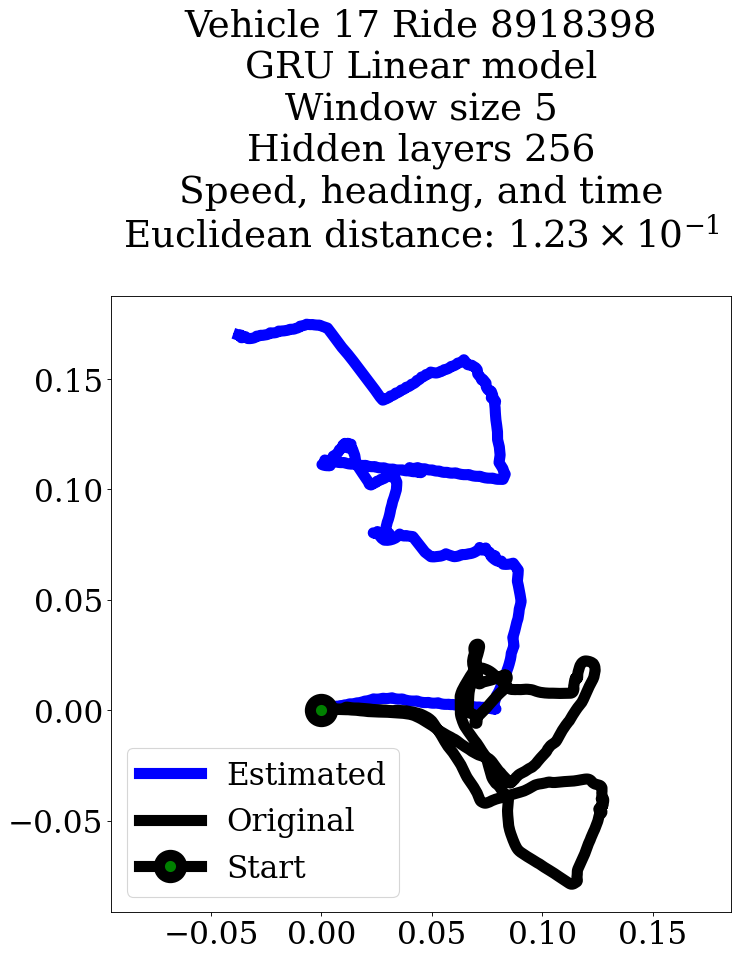 Vehicle 17 Ride 8918398
GRU Linear model
Window size 5
Hidden layers 256
Speed, heading, and time
Euclidean distance: 1.23 × 10⁻¹
0.15
0.10
0.05
0.00
−0.05
Estimated
Original
Start
−0.05 0.00 0.05 0.10 0.15